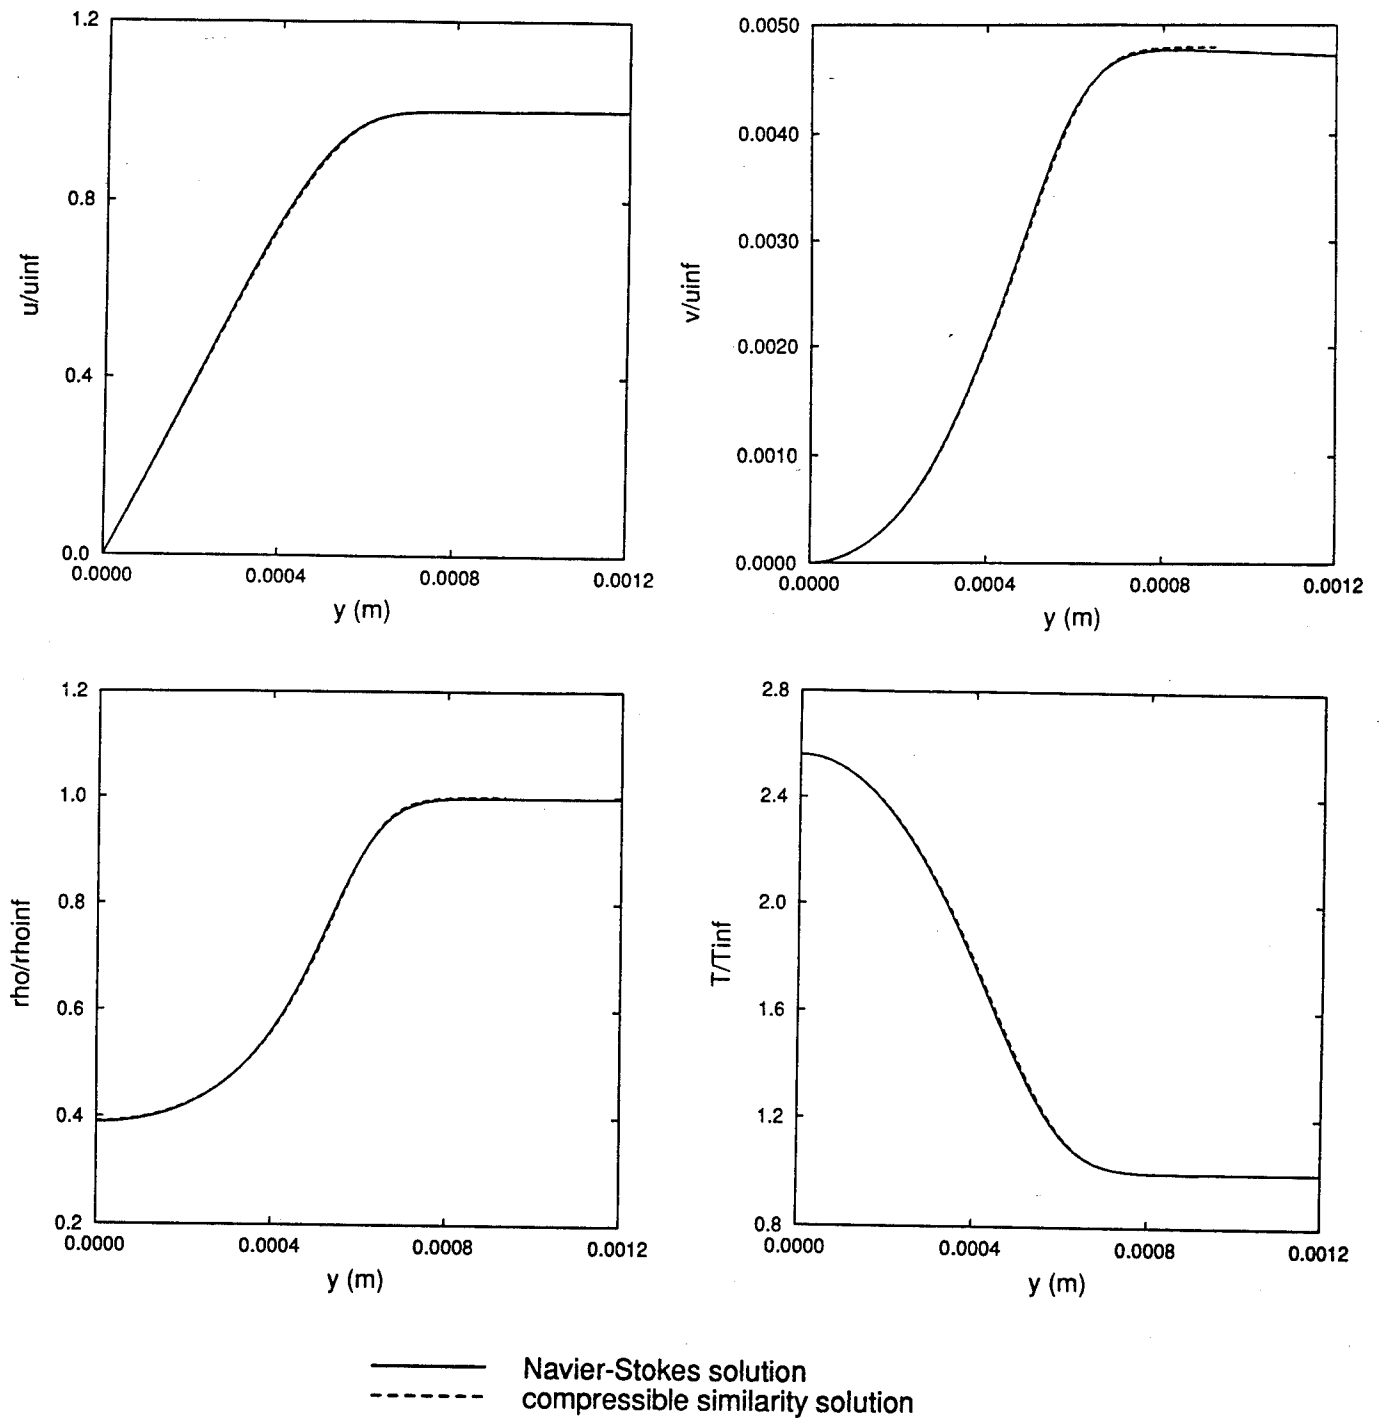 1.2
0.8
0.4
0.0
u/uinf
0.0000 0.0004 0.0008 0.0012
y (m)
0.0050
0.0040
0.0030
0.0020
0.0010
0.0000
v/uinf
0.0000 0.0004 0.0008 0.0012
y (m)
1.2
1.0
0.8
0.6
0.4
0.2
rho/rhoinf
0.0000 0.0004 0.0008 0.0012
y (m)
2.8
2.4
2.0
1.6
1.2
0.8
T/Tinf
0.0000 0.0004 0.0008 0.0012
y (m)
Navier-Stokes solution
compressible similarity solution